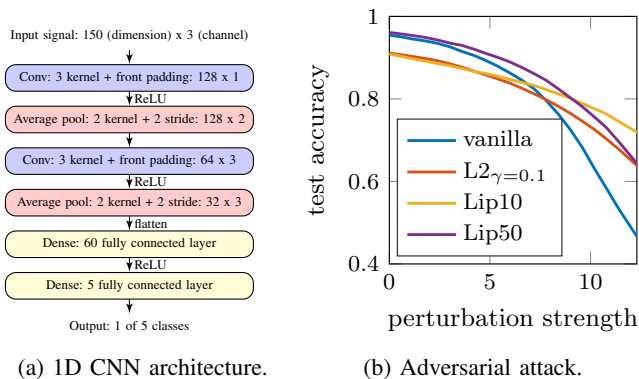 Input signal: 150 (dimension) x 3 (channel)
Conv: 3 kernel + front padding: 128 x 1
ReLU
Average pool: 2 kernel + 2 stride: 128 x 2
Conv: 3 kernel + front padding: 64 x 3
ReLU
Average pool: 2 kernel + 2 stride: 32 x 3
flatten
Dense: 60 fully connected layer
ReLU
Dense: 5 fully connected layer
Output: 1 of 5 classes
(a) 1D CNN architecture.
test accuracy
1
0.8
0.6
0.4
vanilla
L2γ=0.1
Lip10
Lip50
0 5 10
perturbation strength
(b) Adversarial attack.